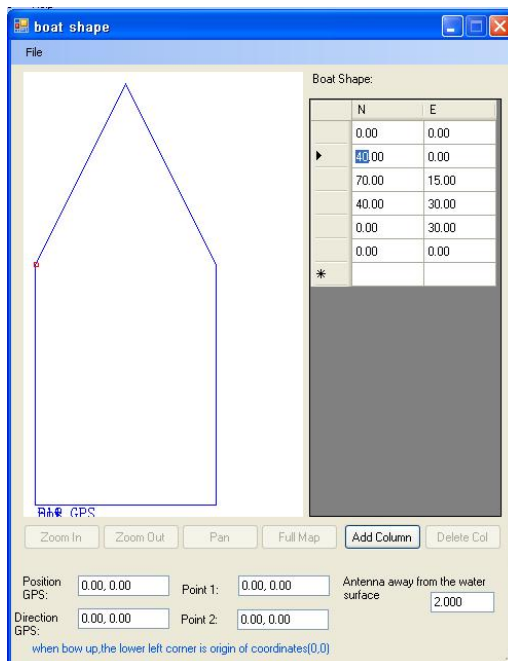 boat shape
File
Boat Shape:
N E
0.00 0.00
40.00 0.00
70.00 15.00
40.00 30.00
0.00 30.00
0.00 0.00
GPS
Zoom In Zoom Out Pan Full Map Add Column Delete Col
Position GPS: 0.00, 0.00 Point 1: 0.00, 0.00 Antenna away from the water surface 2.000
Direction GPS: 0.00, 0.00 Point 2: 0.00, 0.00
when bow up,the lower left corner is origin of coordinates(0,0)